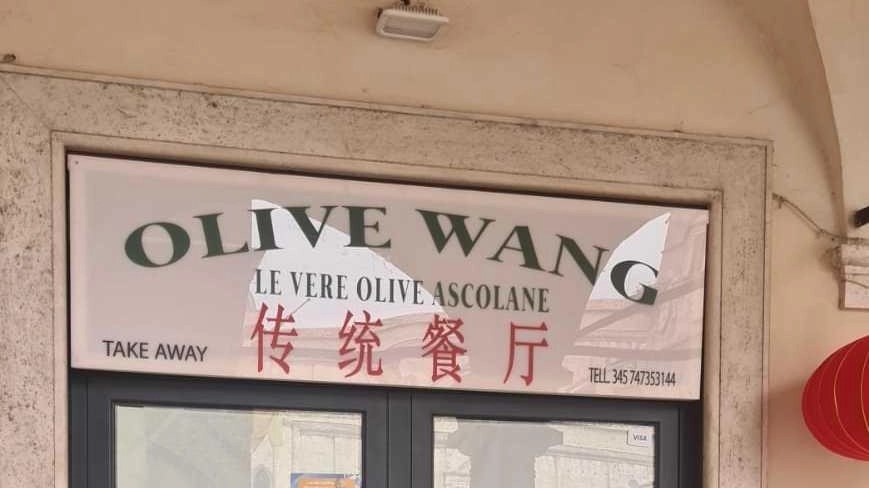 OLIVE WANG
LE VERE OLIVE ASCOLANE
传统餐厅
TAKE AWAY
TELL. 345 747353144
VISA